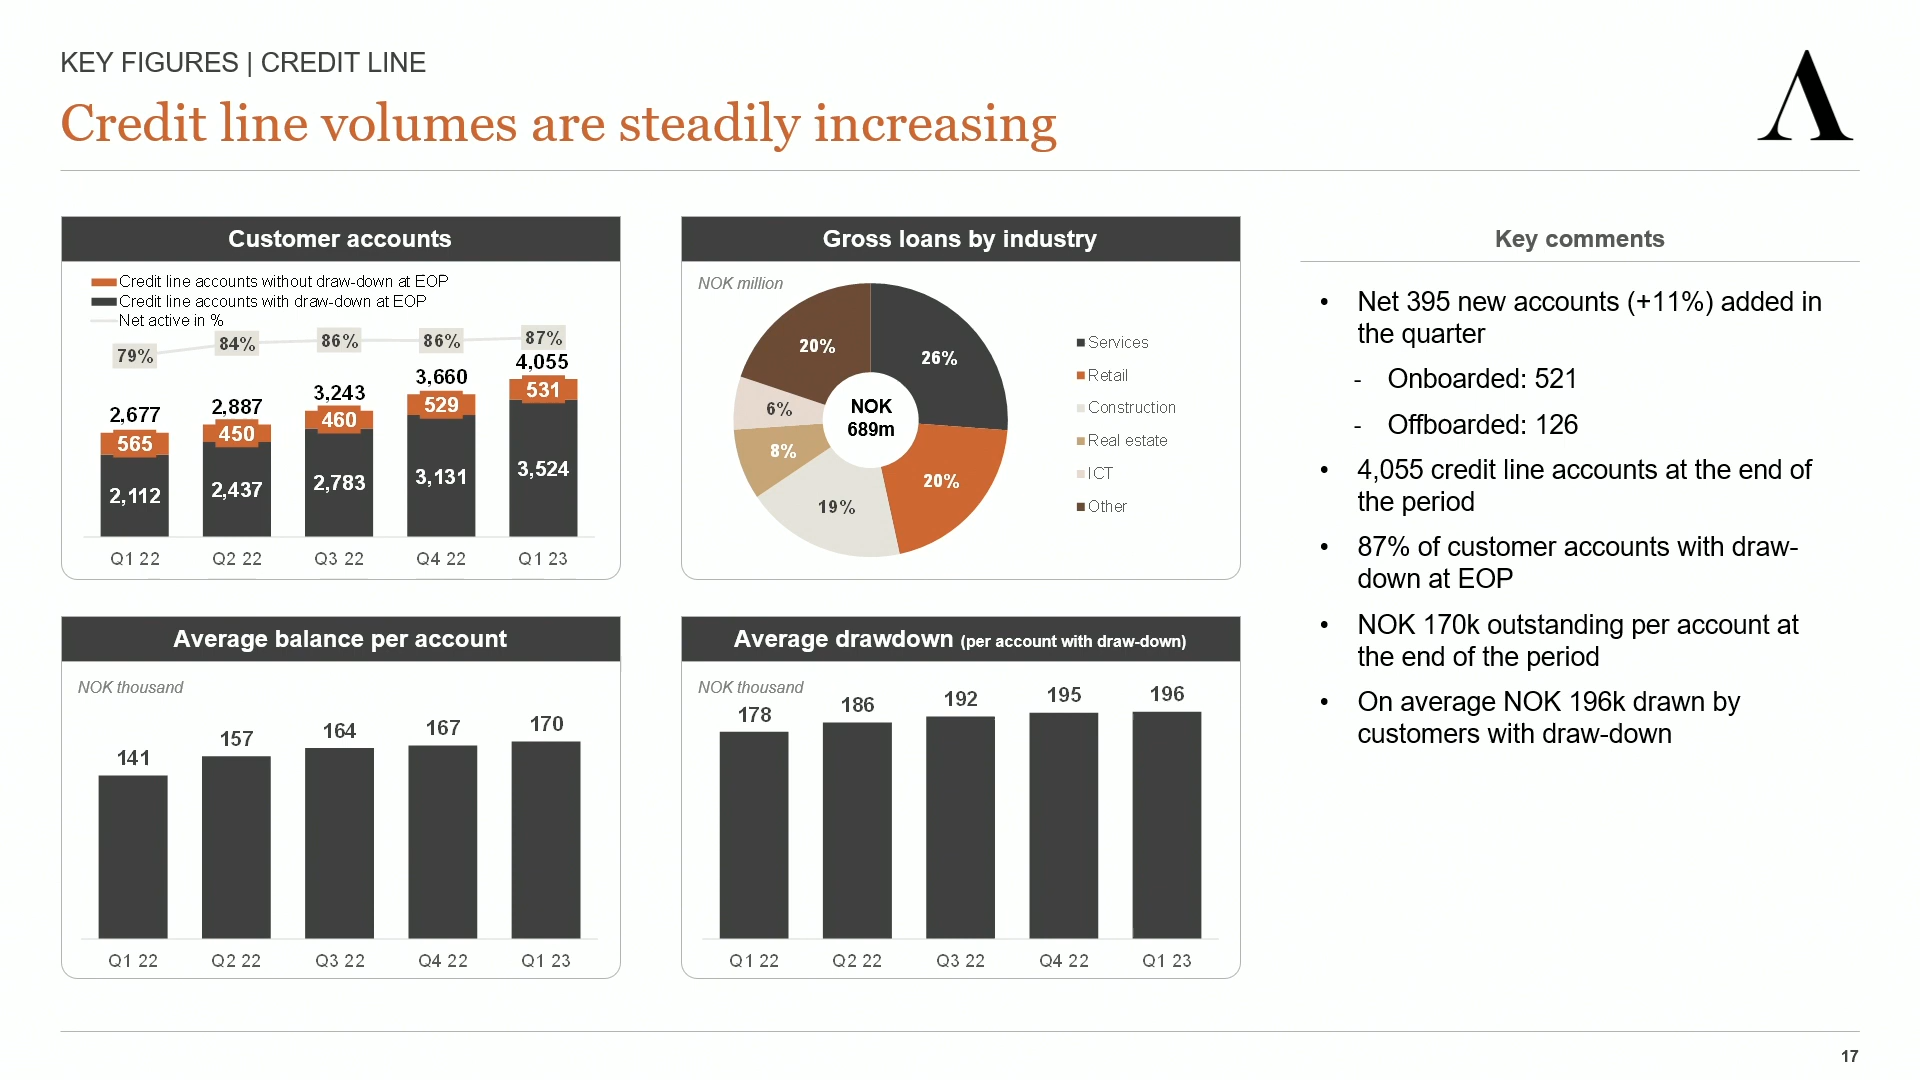 KEY FIGURES | CREDIT LINE
Credit line volumes are steadily increasing
Customer accounts
Credit line accounts without draw-down at EOP
Credit line accounts with draw-down at EOP
Net active in %
79%
84%
86%
86%
87%
2,677
2,887
3,243
3,660
4,055
565
450
460
529
531
2,112
2,437
2,783
3,131
3,524
Q1 22
Q2 22
Q3 22
Q4 22
Q1 23
Gross loans by industry
NOK million
26%
20%
19%
8%
6%
20%
NOK
689m
Services
Retail
Construction
Real estate
ICT
Other
Average balance per account
NOK thousand
141
157
164
167
170
Q1 22
Q2 22
Q3 22
Q4 22
Q1 23
Average drawdown (per account with draw-down)
NOK thousand
178
186
192
195
196
Q1 22
Q2 22
Q3 22
Q4 22
Q1 23
Key comments
• Net 395 new accounts (+11%) added in
the quarter
- Onboarded: 521
- Offboarded: 126
• 4,055 credit line accounts at the end of
the period
• 87% of customer accounts with draw-
down at EOP
• NOK 170k outstanding per account at
the end of the period
• On average NOK 196k drawn by
customers with draw-down
17